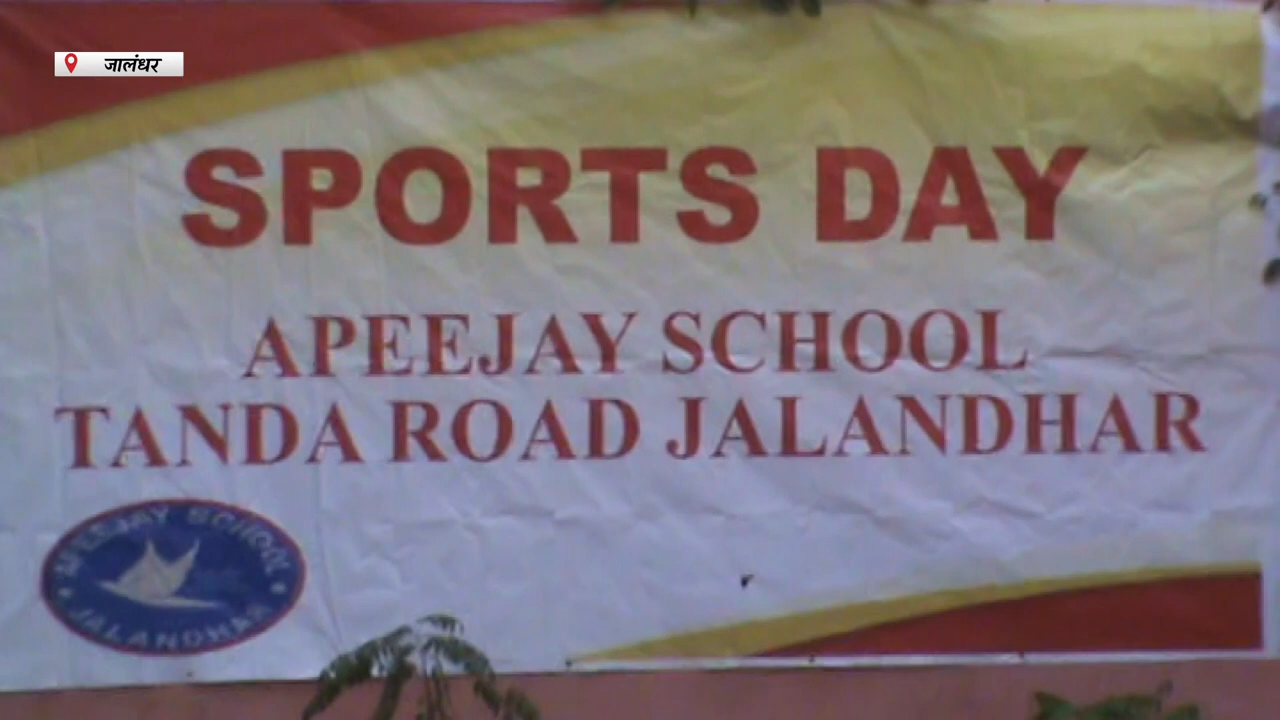 जालंधर
SPORTS DAY
APEEJAY SCHOOL
TANDA ROAD JALANDHAR
APEEJAY SCHOOL
JALANDHAR